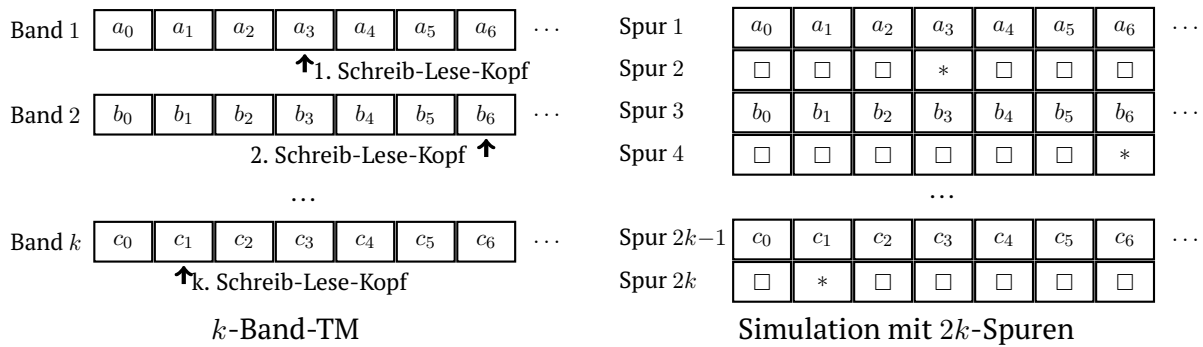 Band 1 a₀ a₁ a₂ a₃ a₄ a₅ a₆ ⋯
1. Schreib-Lese-Kopf
Band 2 b₀ b₁ b₂ b₃ b₄ b₅ b₆ ⋯
2. Schreib-Lese-Kopf
⋯
Band k c₀ c₁ c₂ c₃ c₄ c₅ c₆ ⋯
k. Schreib-Lese-Kopf
k-Band-TM
Spur 1 a₀ a₁ a₂ a₃ a₄ a₅ a₆ ⋯
Spur 2 □ □ □ * □ □ □
Spur 3 b₀ b₁ b₂ b₃ b₄ b₅ b₆ ⋯
Spur 4 □ □ □ □ □ □ *
⋯
Spur 2k−1 c₀ c₁ c₂ c₃ c₄ c₅ c₆ ⋯
Spur 2k □ * □ □ □ □ □
Simulation mit 2k-Spuren